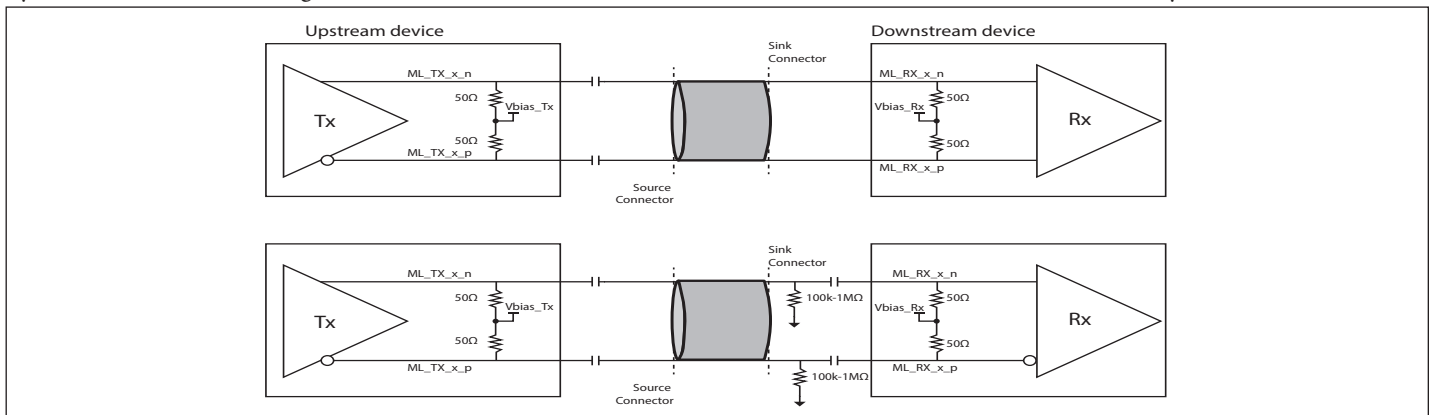 Upstream device
Downstream device
Sink
Connector
ML_TX_x_n
ML_RX_x_n
50Ω
50Ω
Vbias_Tx
Vbias_Rx
Tx
Rx
50Ω
50Ω
ML_TX_x_p
ML_RX_x_p
Source
Connector
Sink
Connector
ML_TX_x_n
ML_RX_x_n
50Ω
100k-1MΩ
50Ω
Vbias_Tx
Vbias_Rx
Tx
Rx
50Ω
50Ω
ML_TX_x_p
ML_RX_x_p
100k-1MΩ
Source
Connector